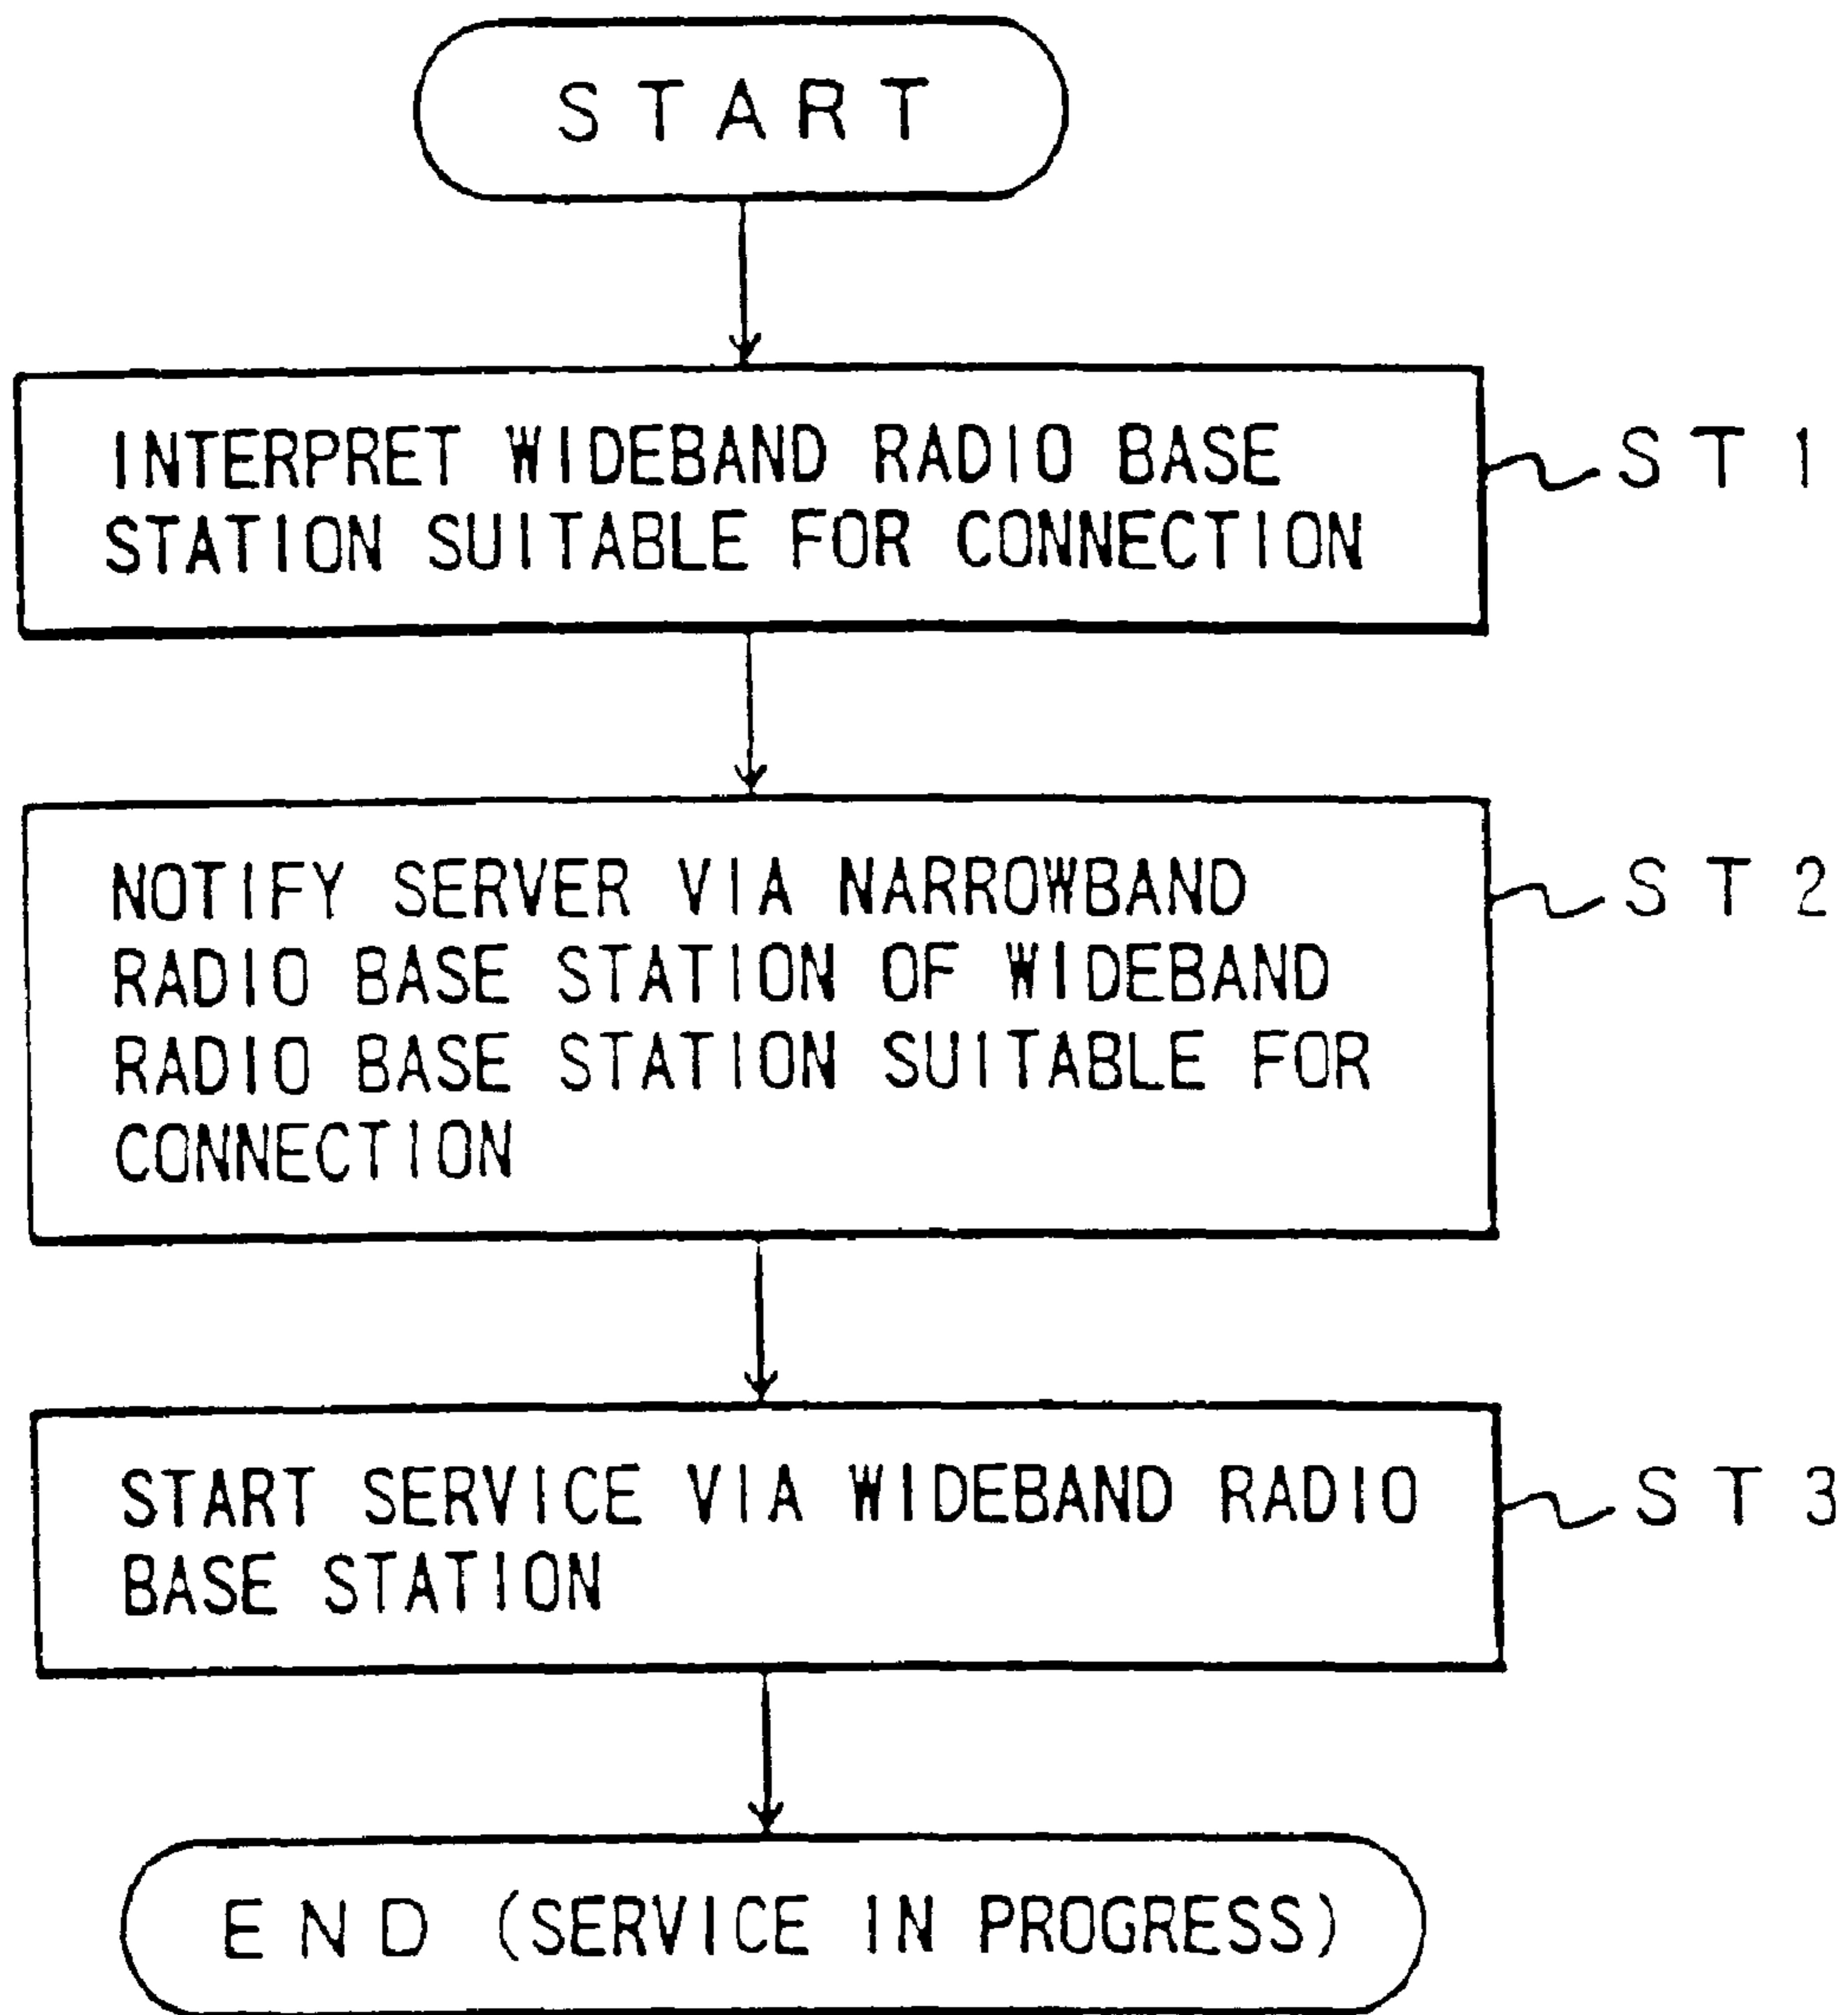 START
INTERPRET WIDEBAND RADIO BASE
STATION SUITABLE FOR CONNECTION
ST1
NOTIFY SERVER VIA NARROWBAND
RADIO BASE STATION OF WIDEBAND
RADIO BASE STATION SUITABLE FOR
CONNECTION
ST2
START SERVICE VIA WIDEBAND RADIO
BASE STATION
ST3
END (SERVICE IN PROGRESS)